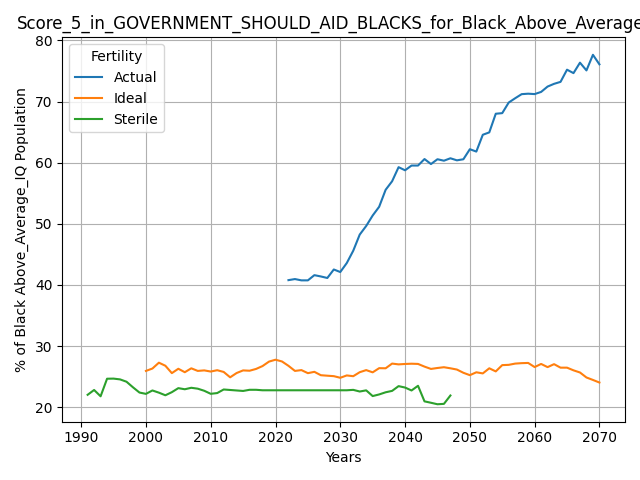 Score_5_in_GOVERNMENT_SHOULD_AID_BLACKS_for_Black_Above_Average
80
70
60
50
40
30
20
% of Black Above_Average_IQ Population
Fertility
Actual
Ideal
Sterile
1990 2000 2010 2020 2030 2040 2050 2060 2070
Years